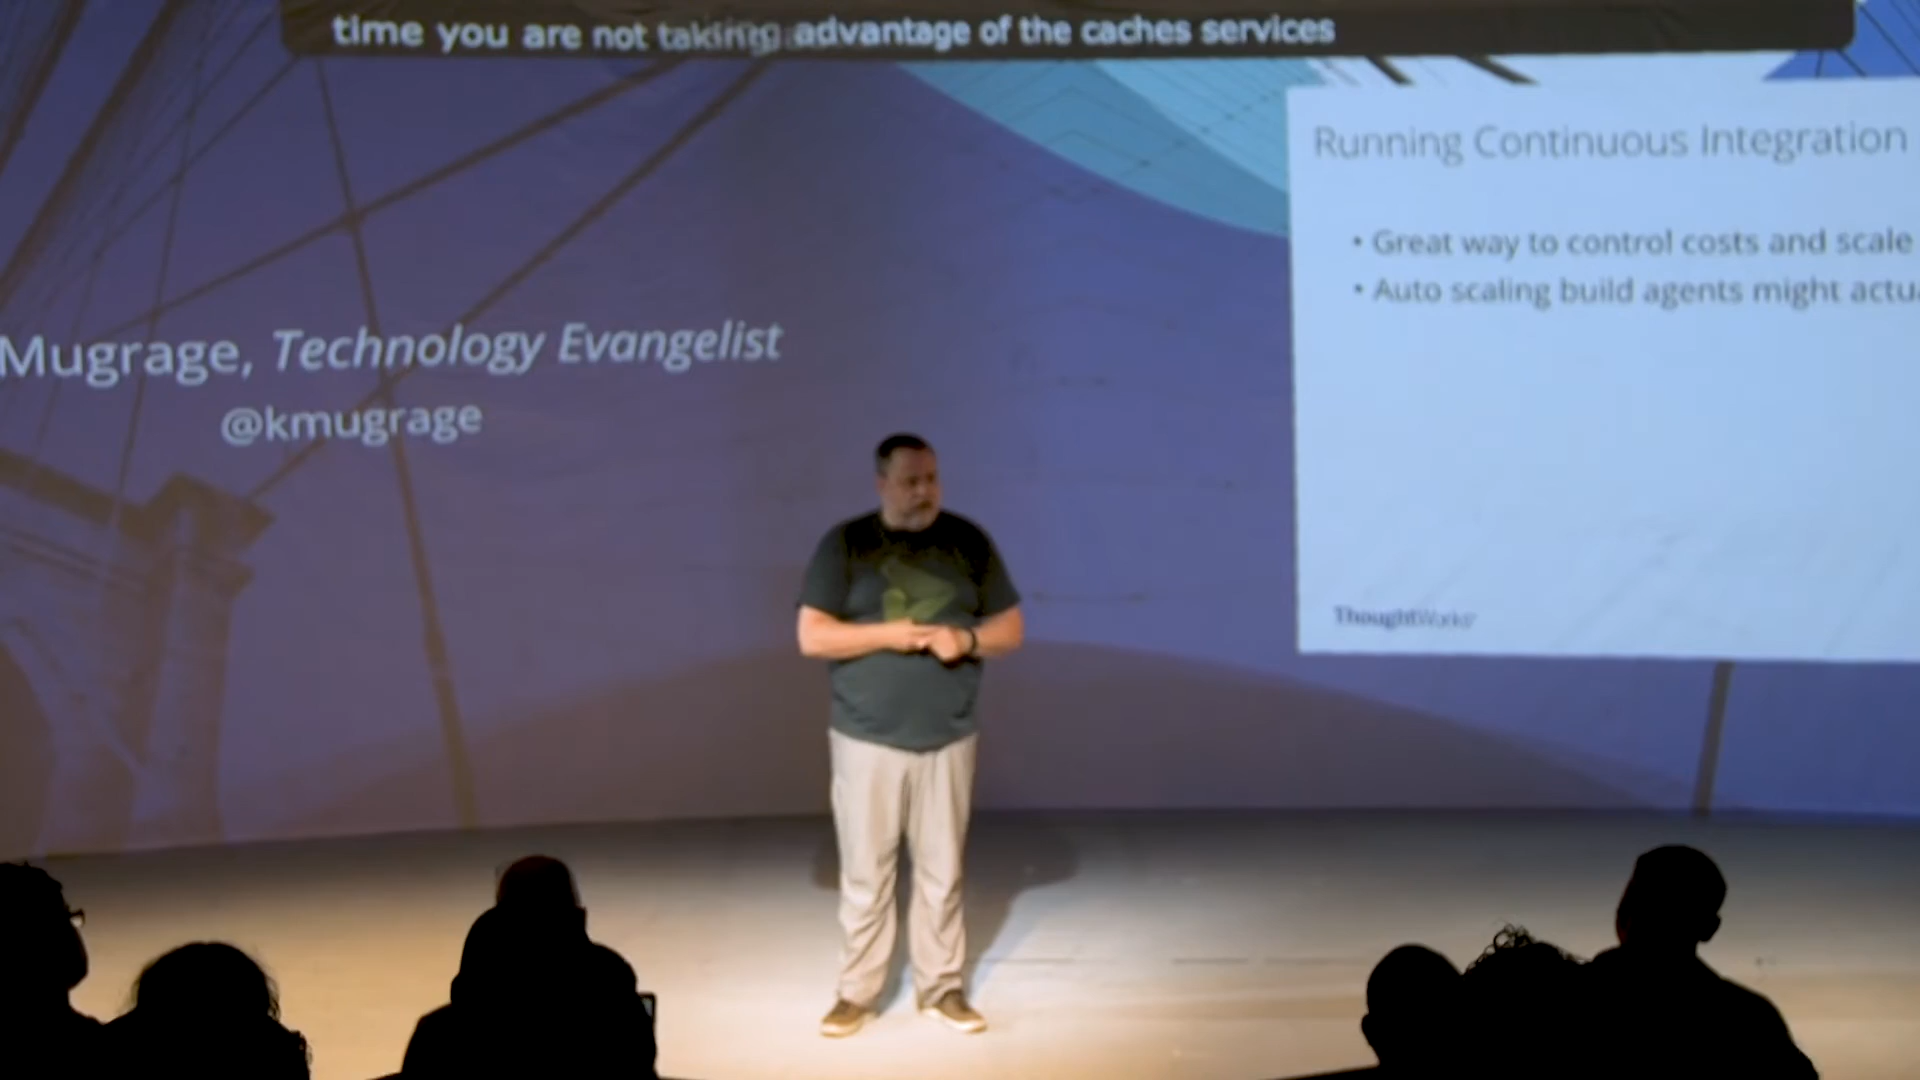 time you are not taking advantage of the caches services
Mugrage, Technology Evangelist
@kmugrage
Running Continuous Integration
• Great way to control costs and scale
• Auto scaling build agents might actua
ThoughtWorks